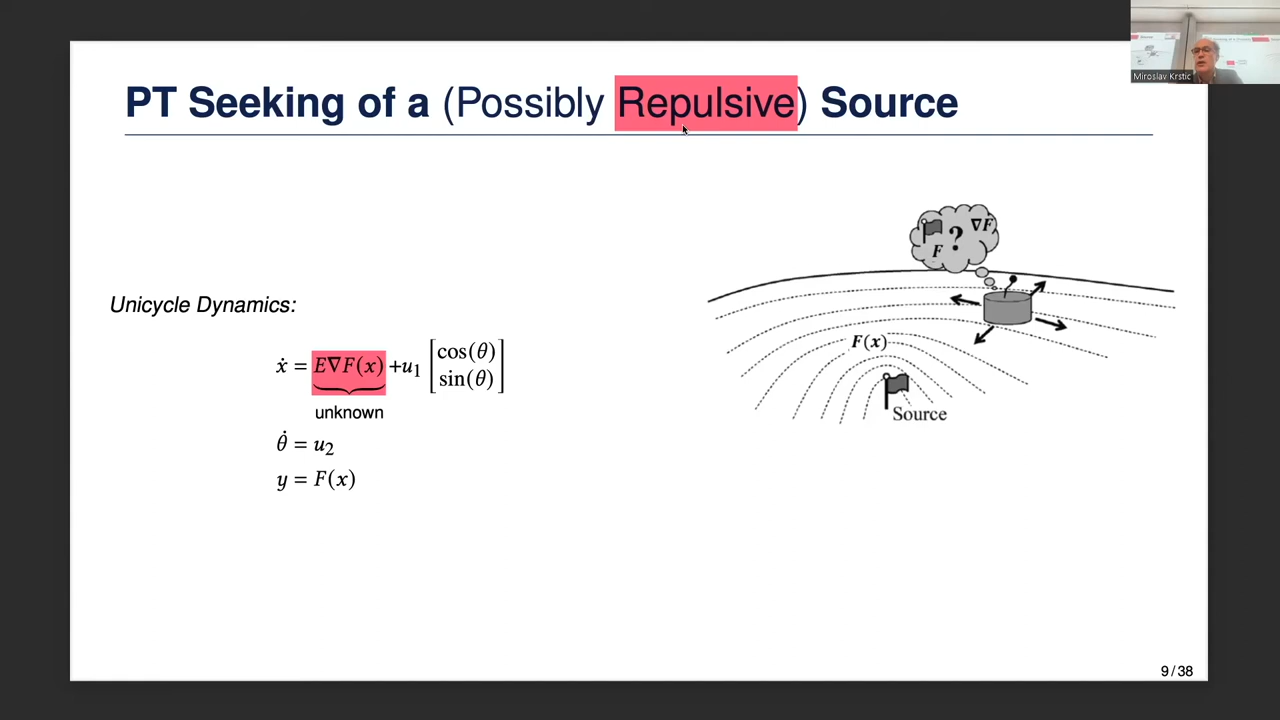 PT Seeking of a (Possibly Repulsive) Source
Miroslav Krstic
Unicycle Dynamics:
ẋ = E∇F(x) +u₁ [cos(θ) sin(θ)]
unknown
θ̇ = u₂
y = F(x)
? ∇F
F
F(x)
Source
9 / 38